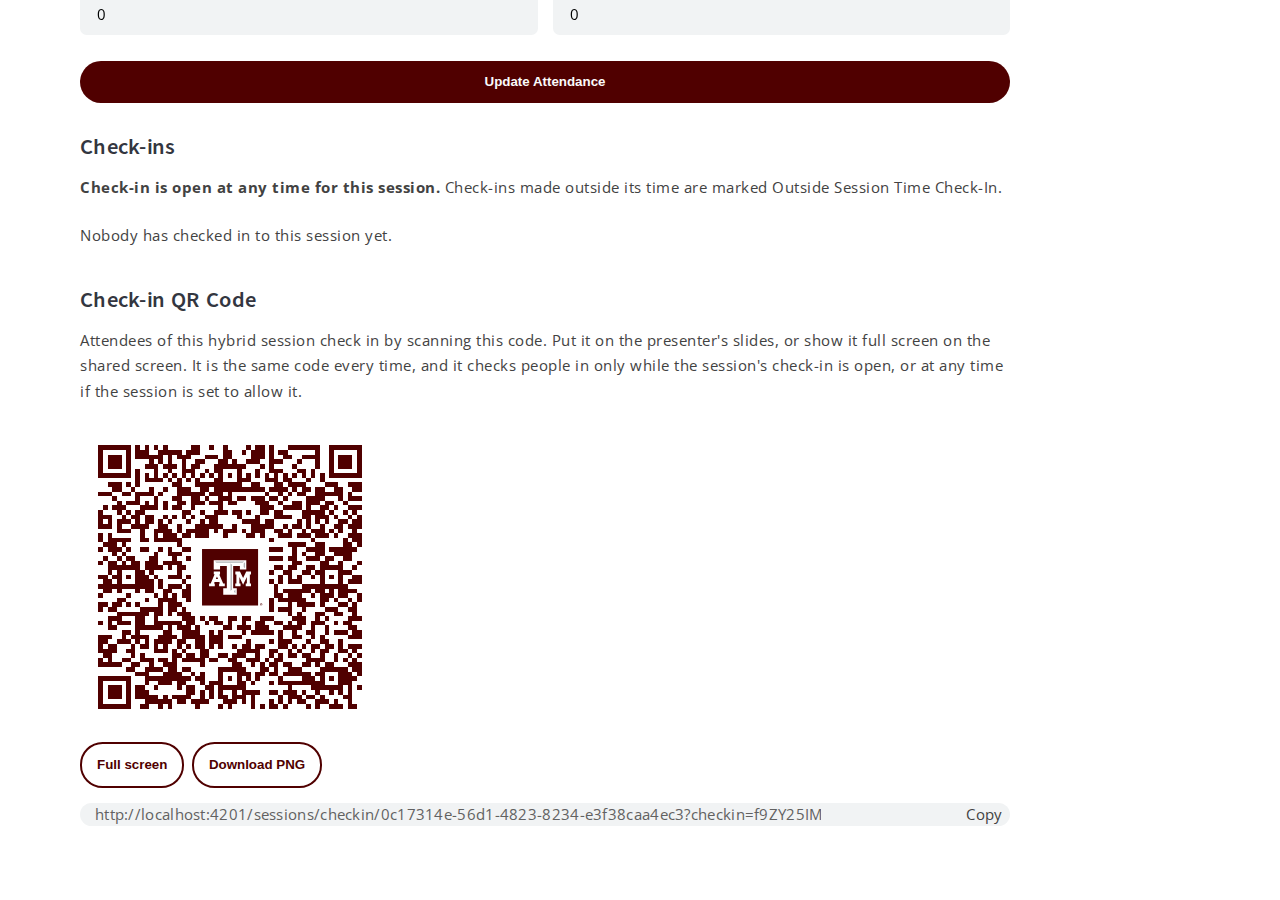 0 0
Update Attendance
Check-ins
Check-in is open at any time for this session. Check-ins made outside its time are marked Outside Session Time Check-In.
Nobody has checked in to this session yet.
Check-in QR Code
Attendees of this hybrid session check in by scanning this code. Put it on the presenter's slides, or show it full screen on the
shared screen. It is the same code every time, and it checks people in only while the session's check-in is open, or at any time
if the session is set to allow it.
ATM
Full screen Download PNG
http://localhost:4201/sessions/checkin/0c17314e-56d1-4823-8234-e3f38caa4ec3?checkin=f9ZY25IM Copy